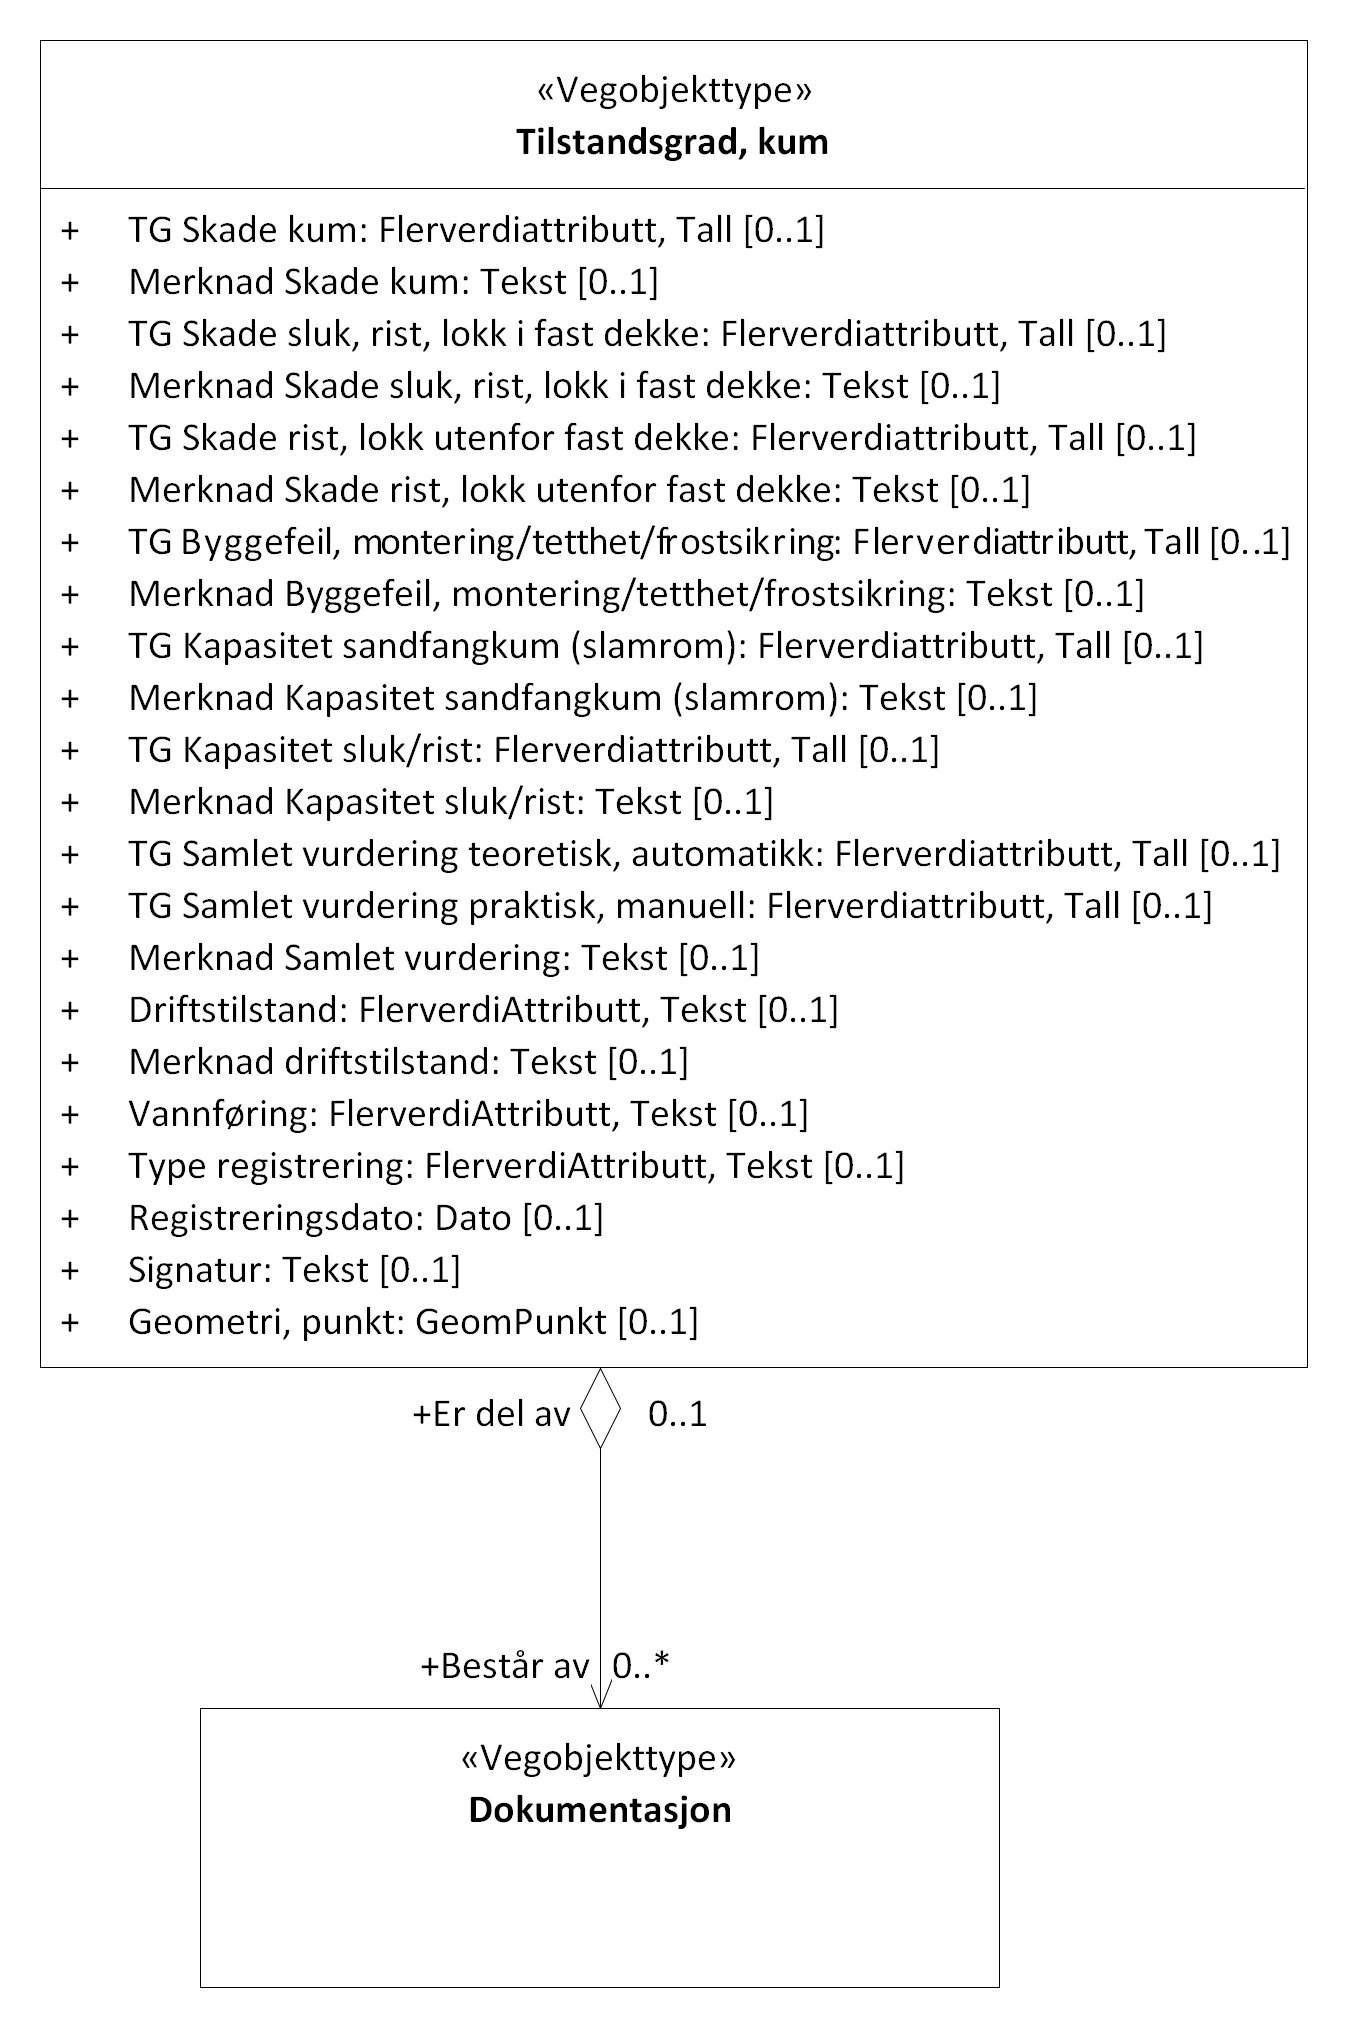 «Vegobjekttype»
Tilstandsgrad, kum
+ TG Skade kum: Flerverdiattributt, Tall [0..1]
+ Merknad Skade kum: Tekst [0..1]
+ TG Skade sluk, rist, lokk i fast dekke: Flerverdiattributt, Tall [0..1]
+ Merknad Skade sluk, rist, lokk i fast dekke: Tekst [0..1]
+ TG Skade rist, lokk utenfor fast dekke: Flerverdiattributt, Tall [0..1]
+ Merknad Skade rist, lokk utenfor fast dekke: Tekst [0..1]
+ TG Byggefeil, montering/tetthet/frostsikring: Flerverdiattributt, Tall [0..1]
+ Merknad Byggefeil, montering/tetthet/frostsikring: Tekst [0..1]
+ TG Kapasitet sandfangkum (slamrom): Flerverdiattributt, Tall [0..1]
+ Merknad Kapasitet sandfangkum (slamrom): Tekst [0..1]
+ TG Kapasitet sluk/rist: Flerverdiattributt, Tall [0..1]
+ Merknad Kapasitet sluk/rist: Tekst [0..1]
+ TG Samlet vurdering teoretisk, automatikk: Flerverdiattributt, Tall [0..1]
+ TG Samlet vurdering praktisk, manuell: Flerverdiattributt, Tall [0..1]
+ Merknad Samlet vurdering: Tekst [0..1]
+ Driftstilstand: FlerverdiAttributt, Tekst [0..1]
+ Merknad driftstilstand: Tekst [0..1]
+ Vannføring: FlerverdiAttributt, Tekst [0..1]
+ Type registrering: FlerverdiAttributt, Tekst [0..1]
+ Registreringsdato: Dato [0..1]
+ Signatur: Tekst [0..1]
+ Geometri, punkt: GeomPunkt [0..1]
+Er del av 0..1
+Består av 0..*
«Vegobjekttype»
Dokumentasjon